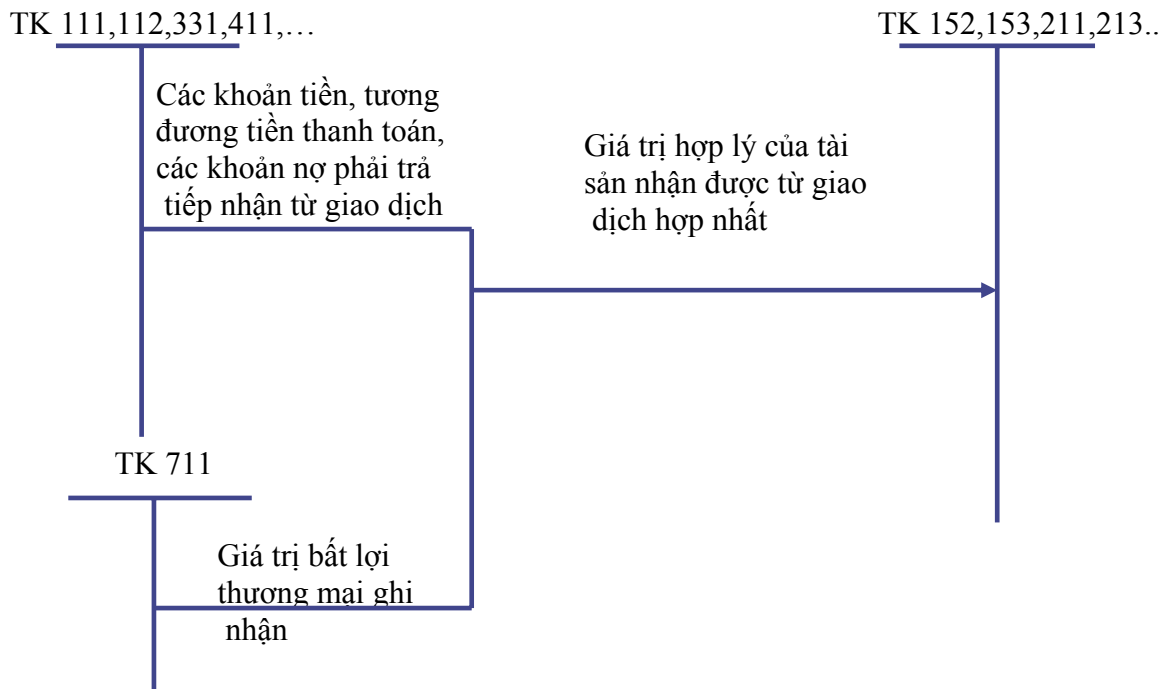 TK 111,112,331,411,…
TK 152,153,211,213..
Các khoản tiền, tương
đương tiền thanh toán,
các khoản nợ phải trả
tiếp nhận từ giao dịch
Giá trị hợp lý của tài
sản nhận được từ giao
dịch hợp nhất
TK 711
Giá trị bất lợi
thương mại ghi
nhận